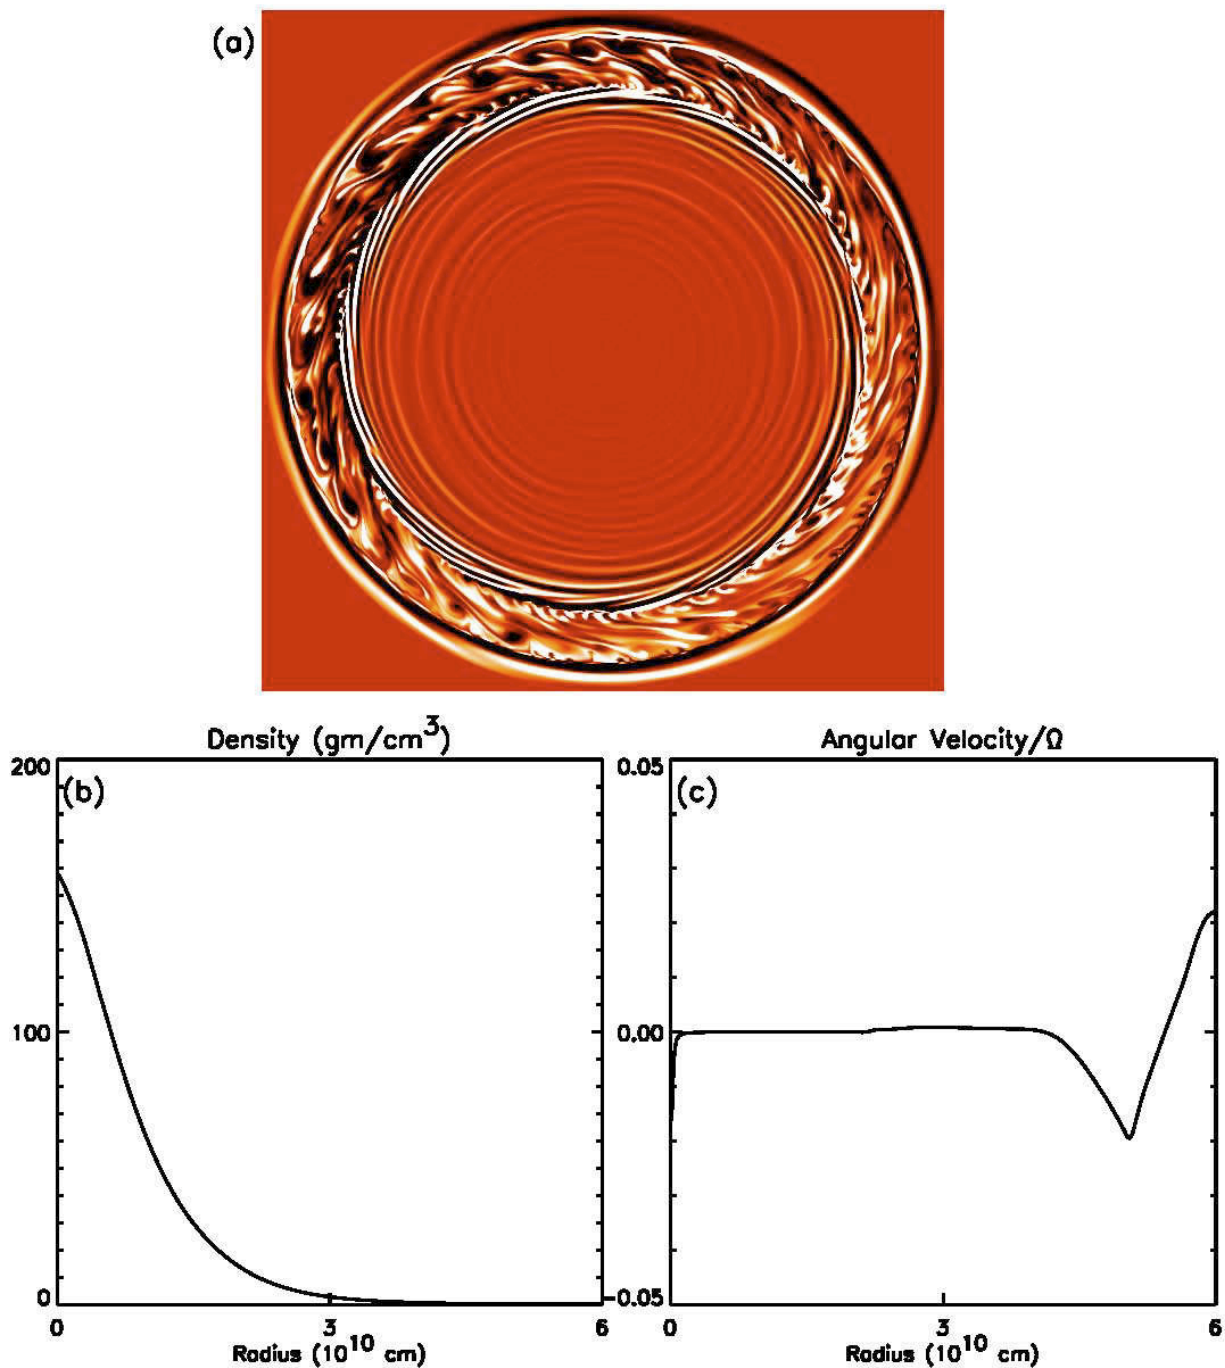 (a)
Density (gm/cm³)
200
(b)
100
0
0
3
6
Radius (10¹⁰ cm)
Angular Velocity/Ω
0.05
(c)
0.00
-0.05
0
3
6
Radius (10¹⁰ cm)